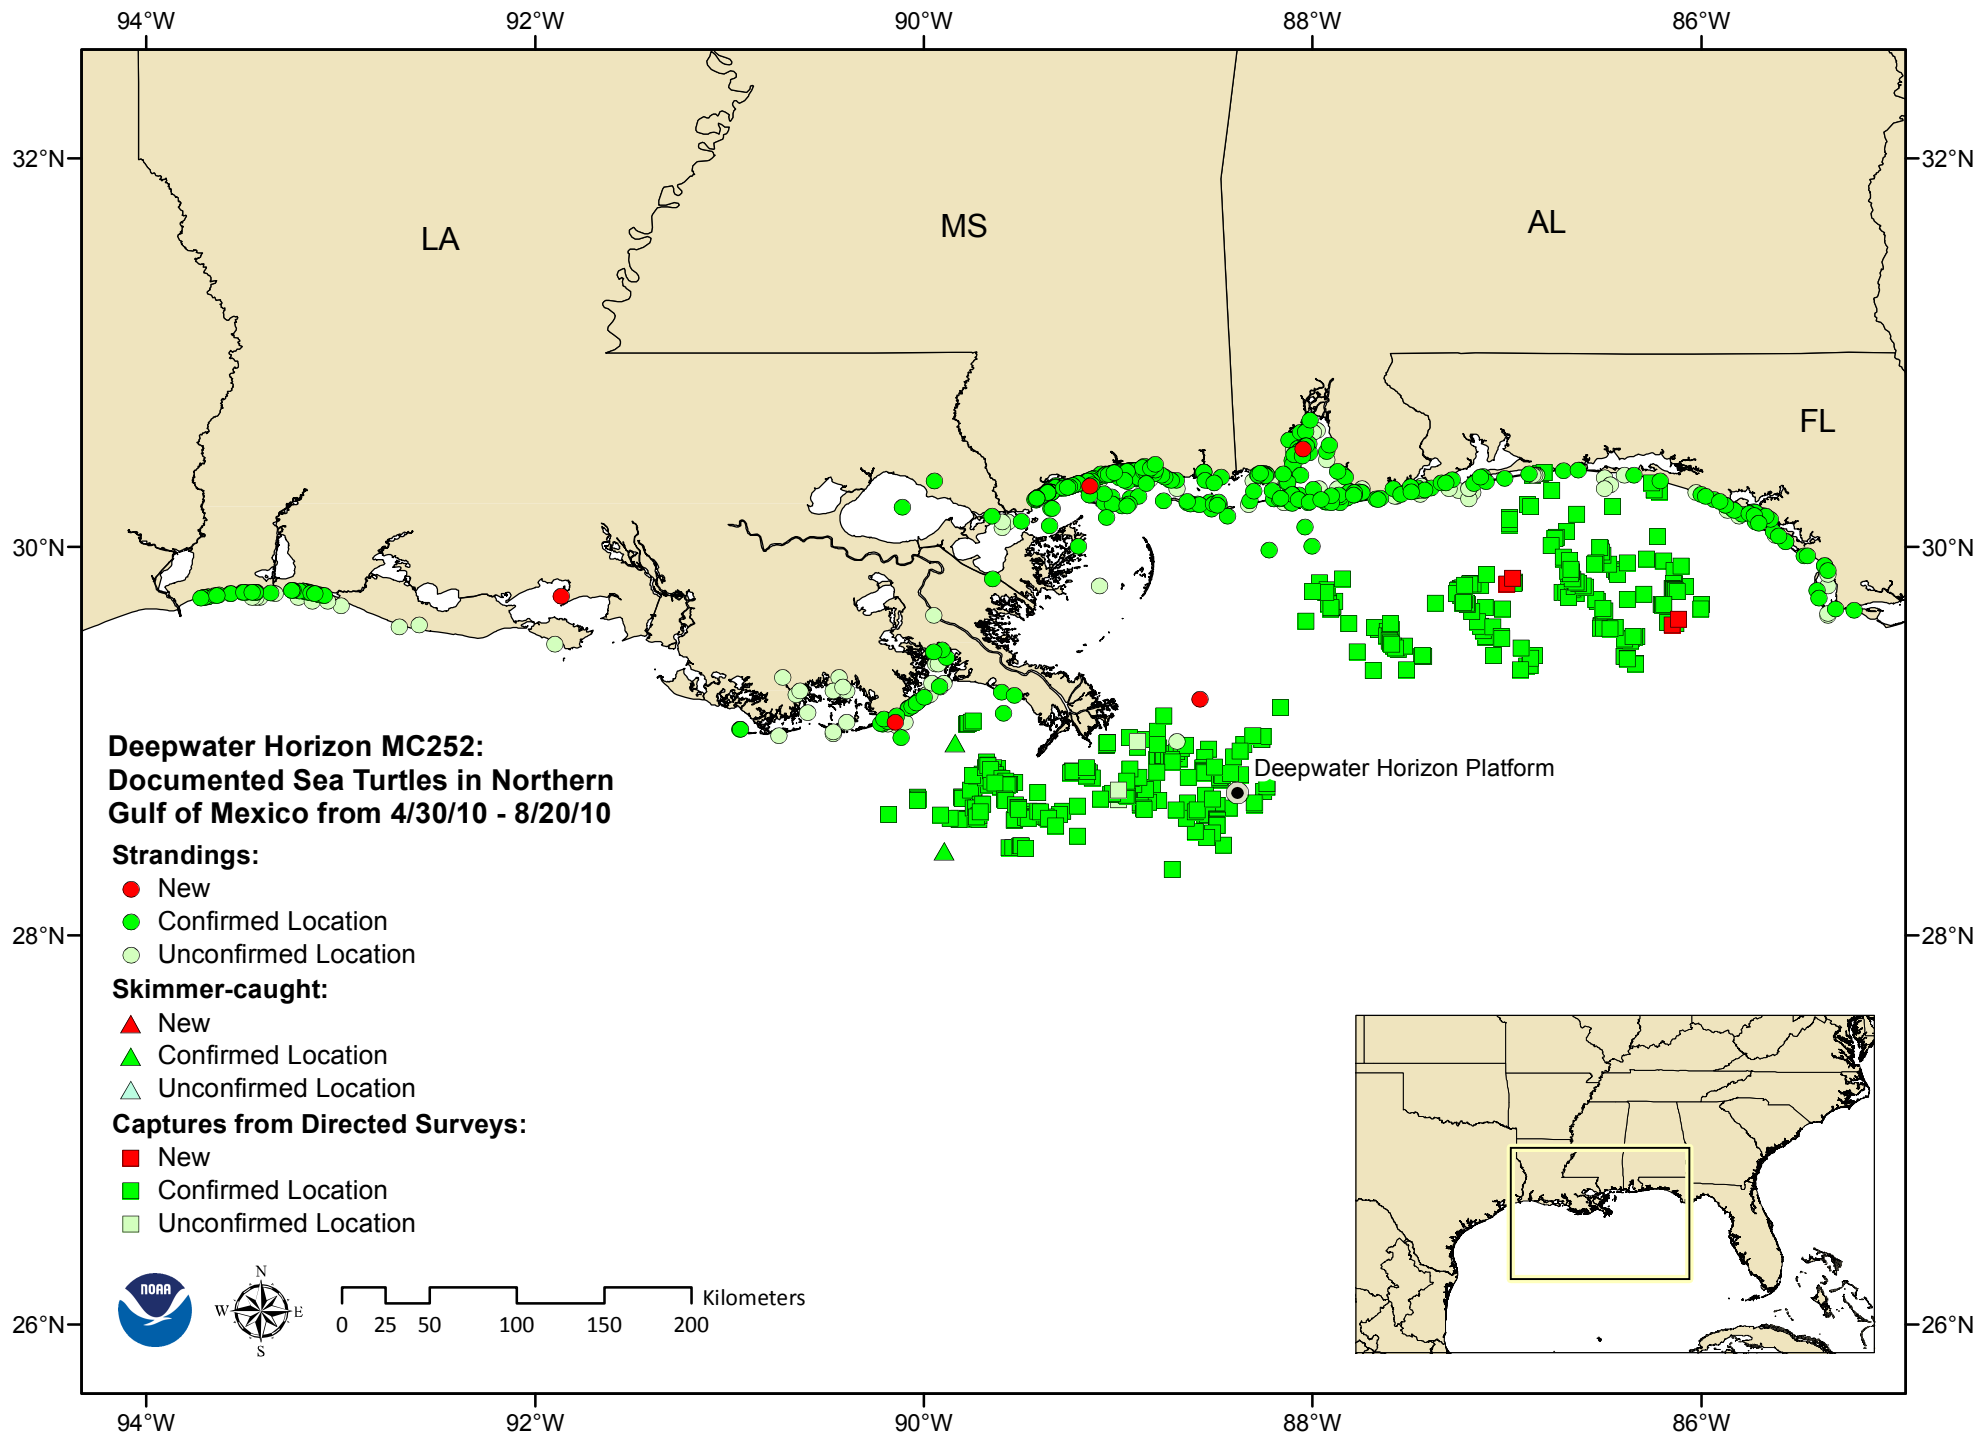 94°W 92°W 90°W 88°W 86°W
32°N 32°N
LA MS AL
FL
30°N 30°N
Deepwater Horizon Platform
Deepwater Horizon MC252:
Documented Sea Turtles in Northern
Gulf of Mexico from 4/30/10 - 8/20/10
Strandings:
New
Confirmed Location
Unconfirmed Location
28°N 28°N
Skimmer-caught:
New
Confirmed Location
Unconfirmed Location
Captures from Directed Surveys:
New
Confirmed Location
Unconfirmed Location
NOAA
N
W E
S
Kilometers
0 25 50 100 150 200
26°N 26°N
94°W 92°W 90°W 88°W 86°W